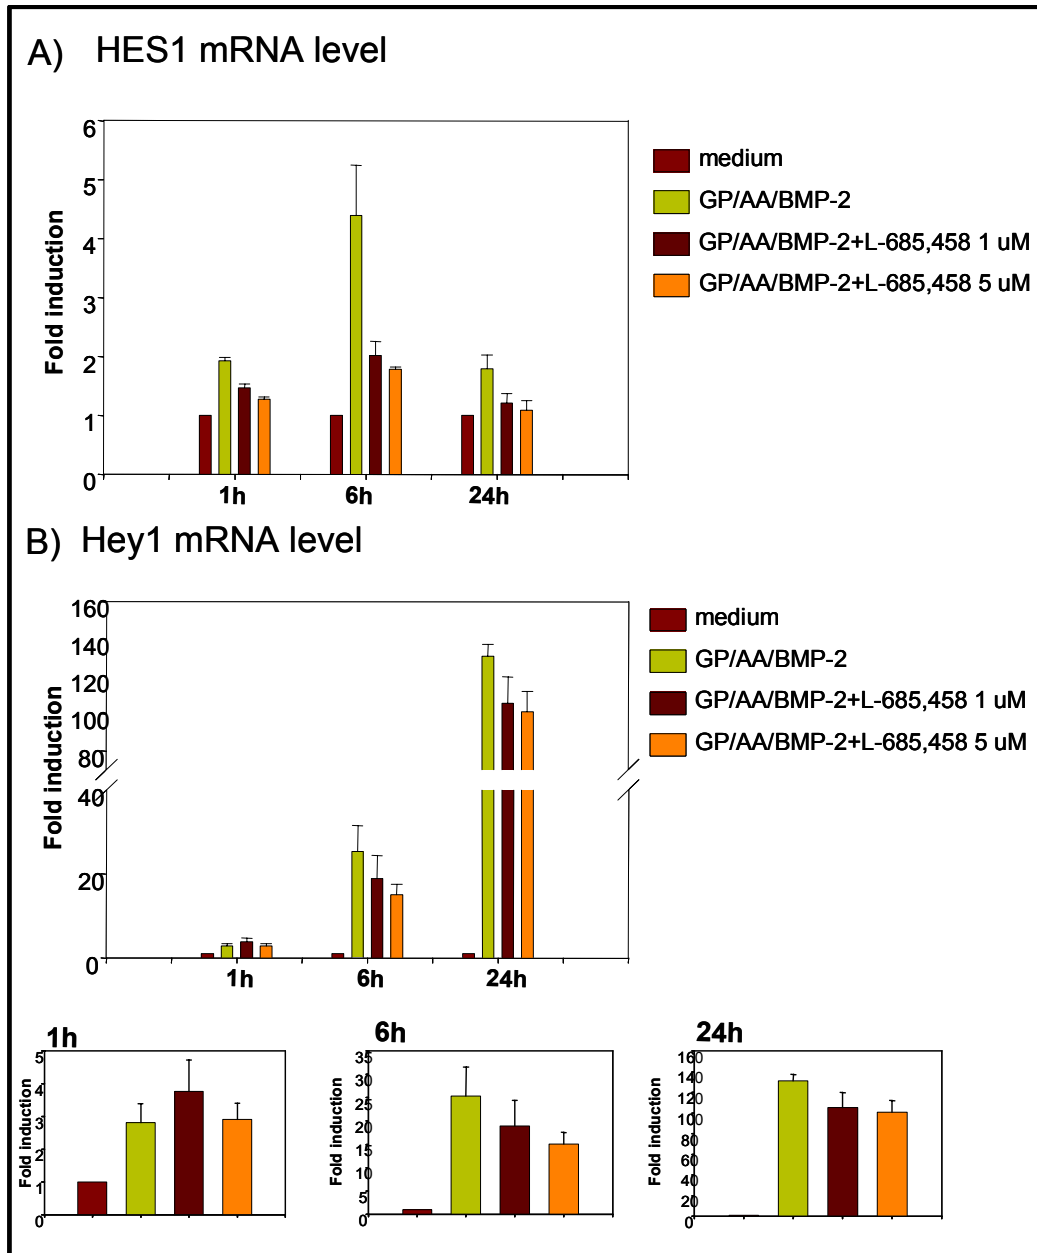 A) HES1 mRNA level
6
5
4
3
2
1
0
Fold induction
1h 6h 24h
medium
GP/AA/BMP-2
GP/AA/BMP-2+L-685,458 1 uM
GP/AA/BMP-2+L-685,458 5 uM
B) Hey1 mRNA level
160
140
120
100
80
40
20
0
Fold induction
1h 6h 24h
medium
GP/AA/BMP-2
GP/AA/BMP-2+L-685,458 1 uM
GP/AA/BMP-2+L-685,458 5 uM
1h
5
4
3
2
1
0
Fold induction
6h
35
30
25
20
15
10
5
0
Fold induction
24h
160
140
120
100
80
60
40
20
0
Fold induction